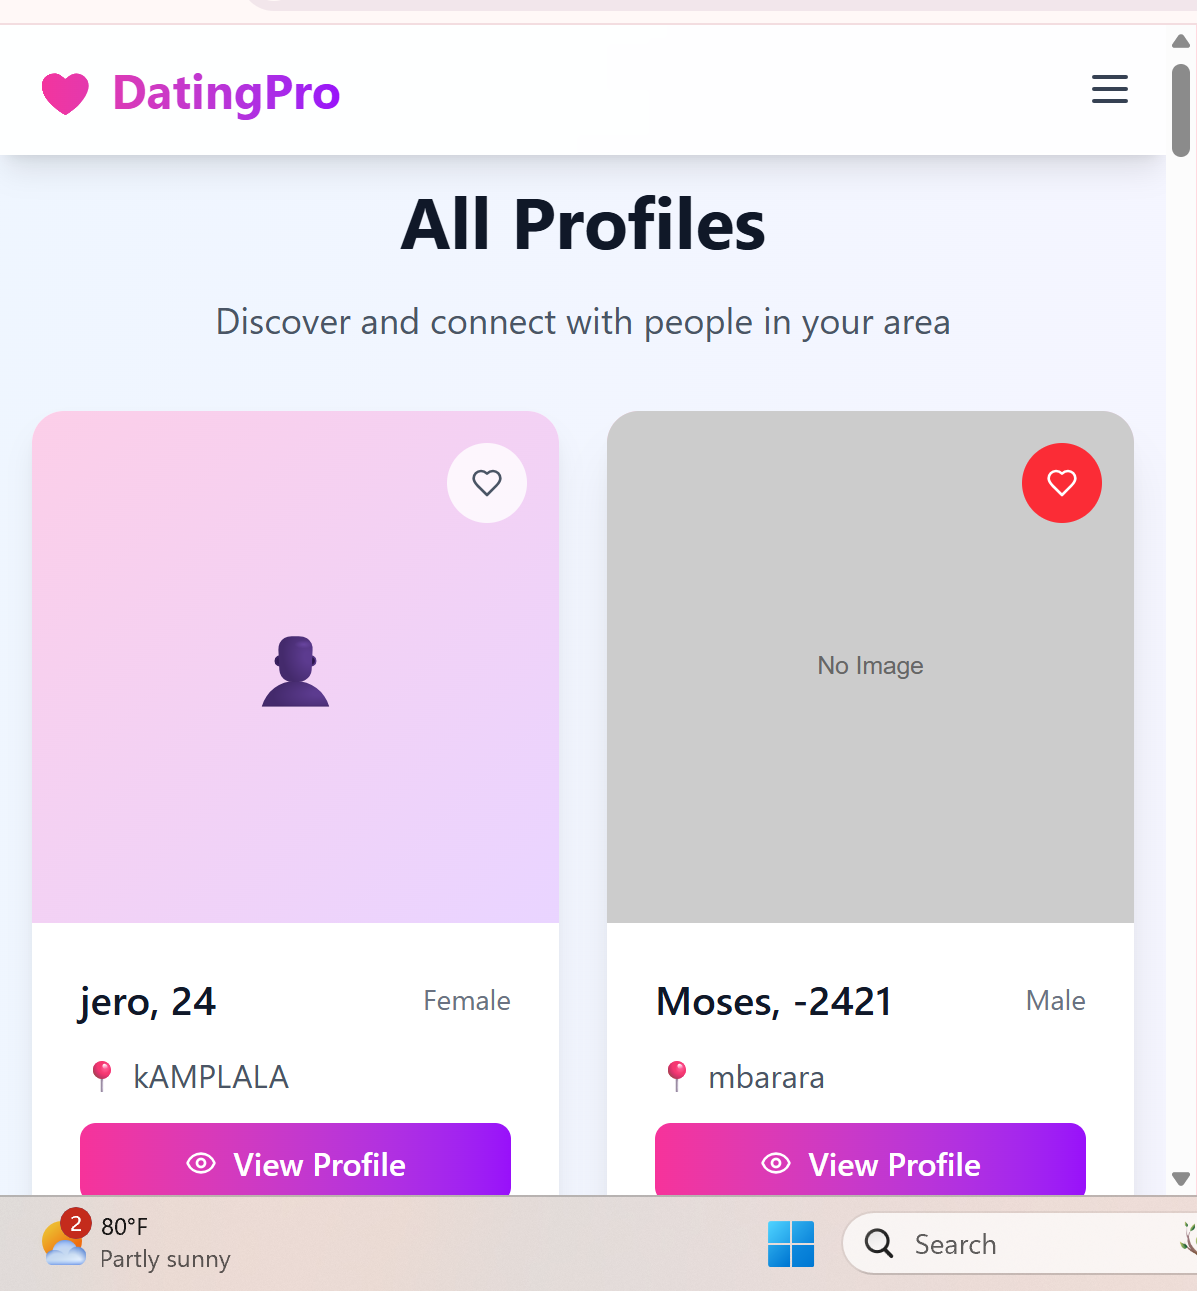 DatingPro
All Profiles
Discover and connect with people in your area
No Image
jero, 24
Female
kAMPLALA
View Profile
Moses, -2421
Male
mbarara
View Profile
2
80°F
Partly sunny
Search